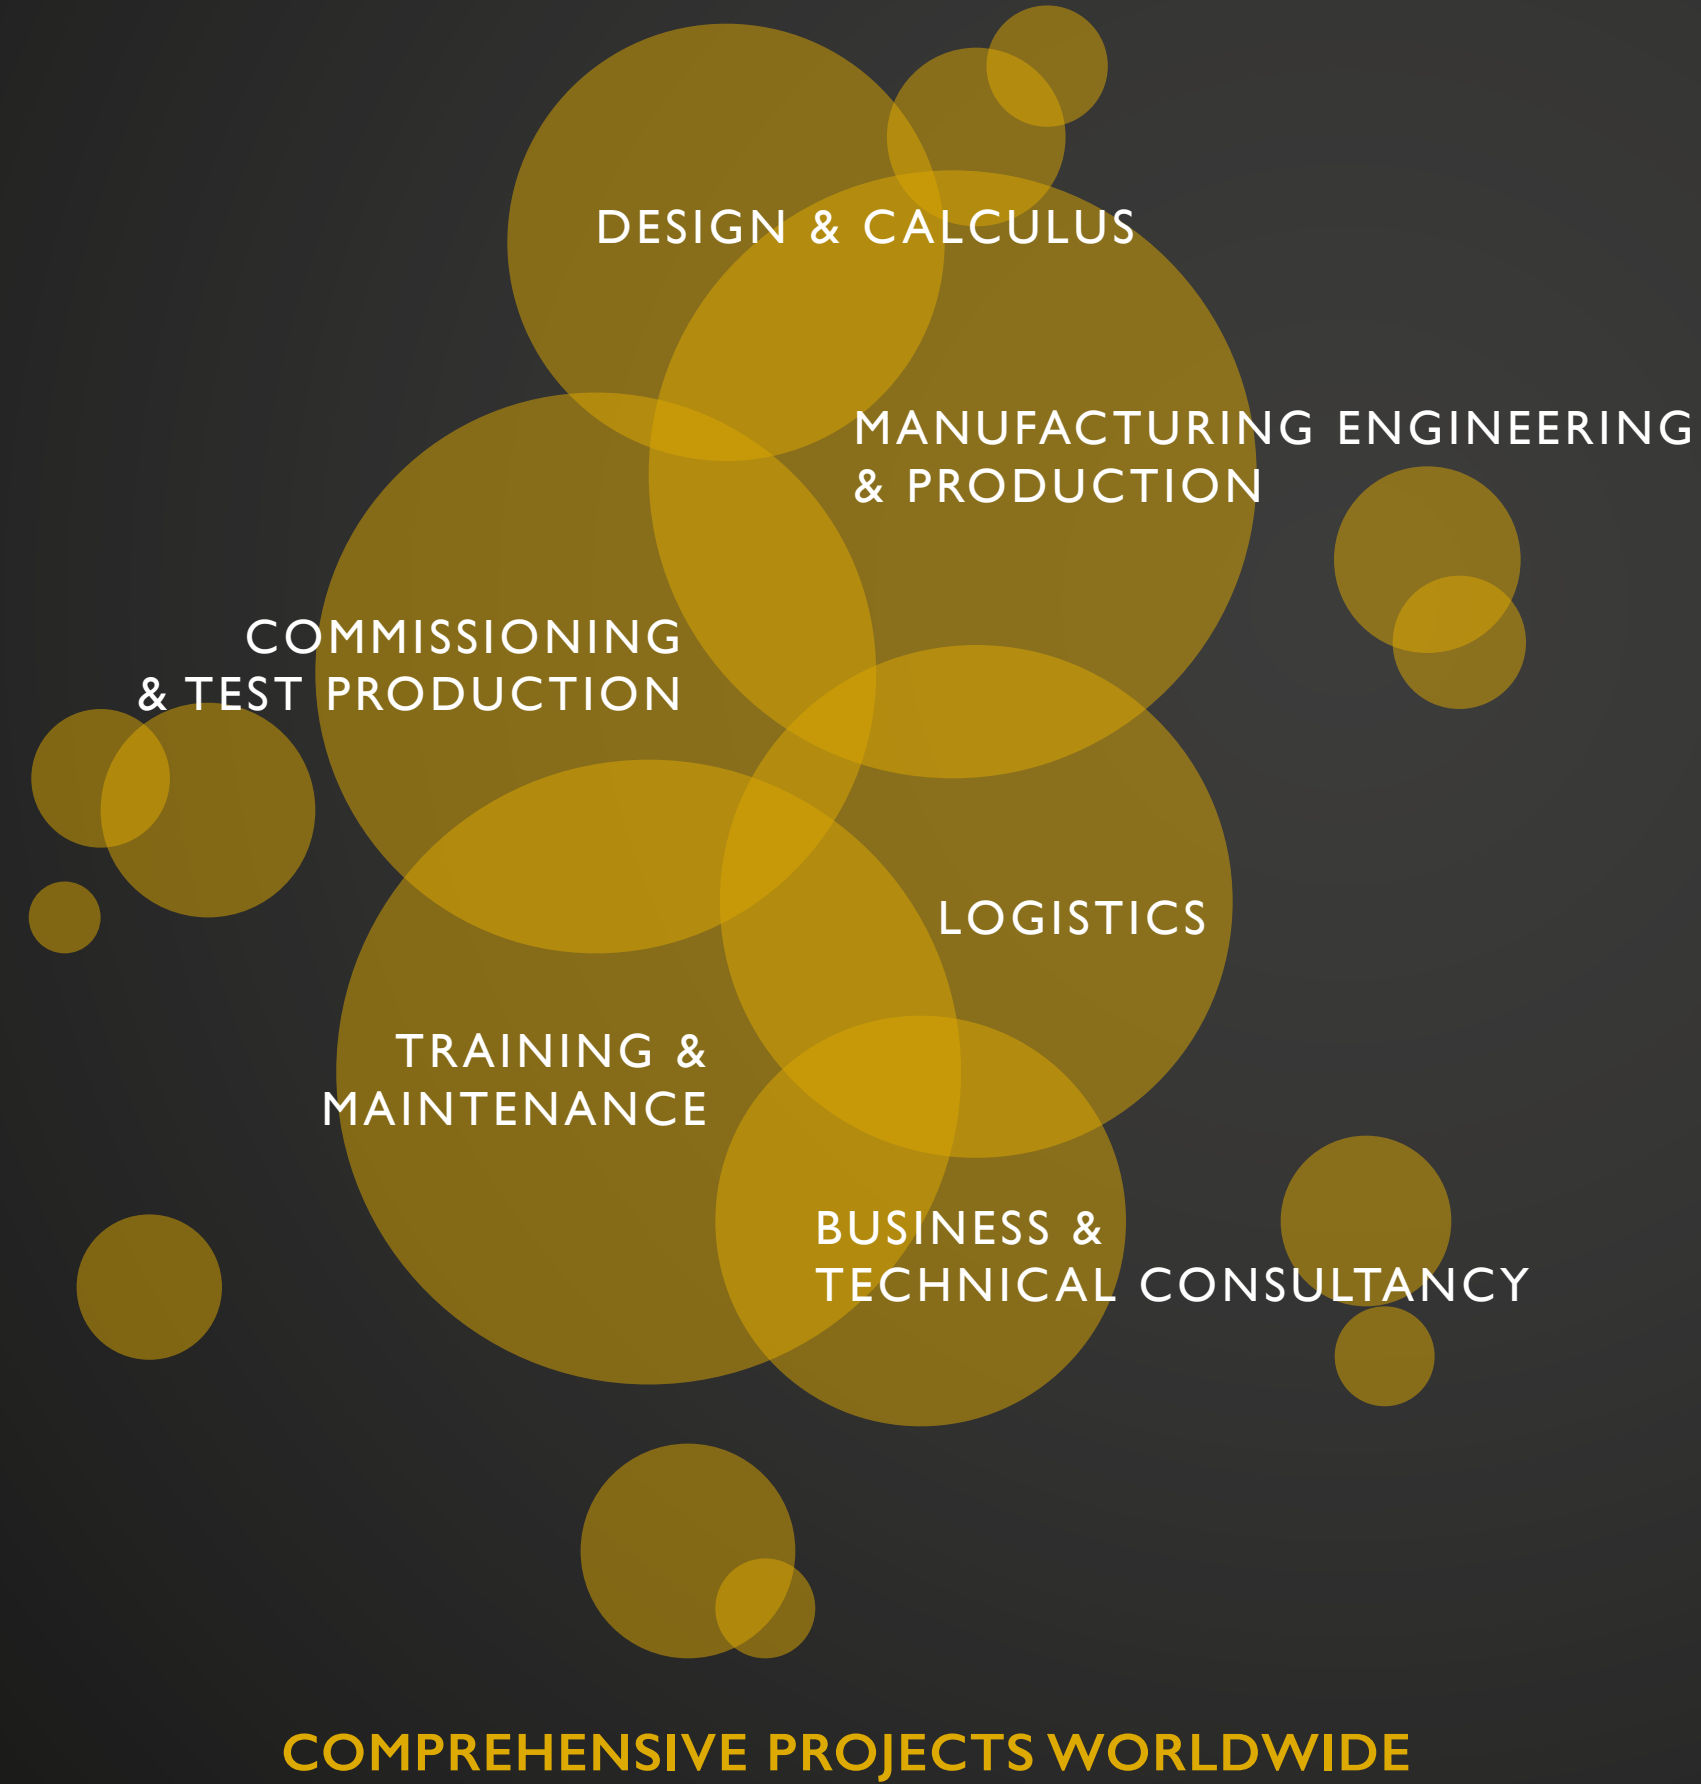 DESIGN & CALCULUS
MANUFACTURING ENGINEERING
& PRODUCTION
COMMISSIONING
& TEST PRODUCTION
LOGISTICS
TRAINING &
MAINTENANCE
BUSINESS &
TECHNICAL CONSULTANCY
COMPREHENSIVE PROJECTS WORLDWIDE